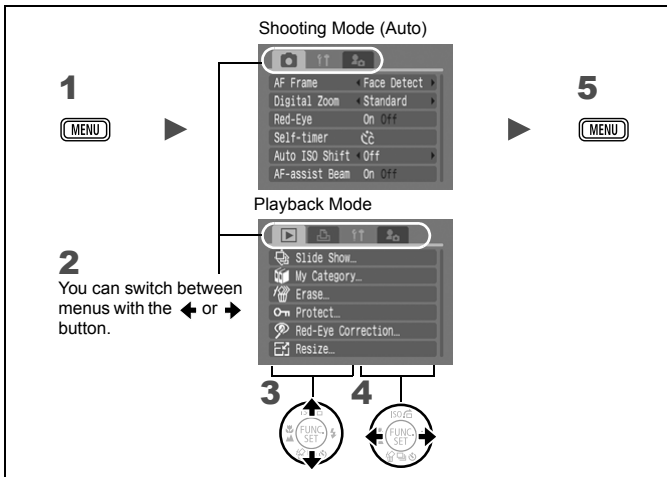 Shooting Mode (Auto)
1
MENU
AF Frame Face Detect
Digital Zoom Standard
Red-Eye On Off
Self-timer
Auto ISO Shift Off
AF-assist Beam On Off
5
MENU
Playback Mode
2
You can switch between
menus with the or
button.
Slide Show…
My Category…
Erase…
Protect…
Red-Eye Correction…
Resize…
3
4
FUNC.
SET
ISO
FUNC.
SET